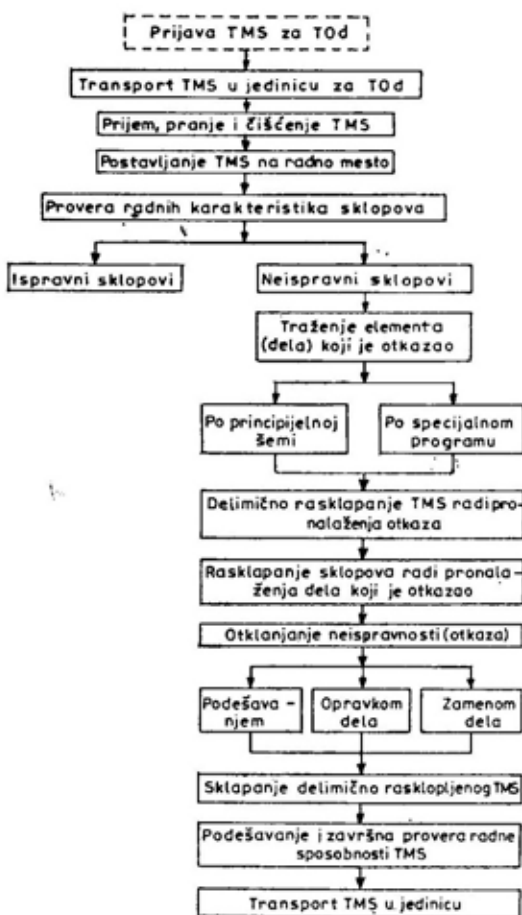 Prijava TMS za TOd
Transport TMS u jedinicu za TOd
Prijem, pranje i čišćenje TMS
Postavljanje TMS na radno mesto
Provera radnih karakteristika sklopova
Ispravni sklopovi
Neispravni sklopovi
Traženje elementa
(dela) koji je otkazao
Po principijelnoj
šemi
Po specijalnom
programu
Delimično rasklapanje TMS radi pro-
nalaženja otkaza
Rasklapanje sklopova radi pronala-
ženja dela koji je otkazao
Otklanjanje neispravnosti (otkaza)
Podešava-
njem
Opravkom
dela
Zamenom
dela
Sklapanje delimično rasklopljenog TMS
Podešavanje i završna provera radne
sposobnosti TMS
Transport TMS u jedinicu